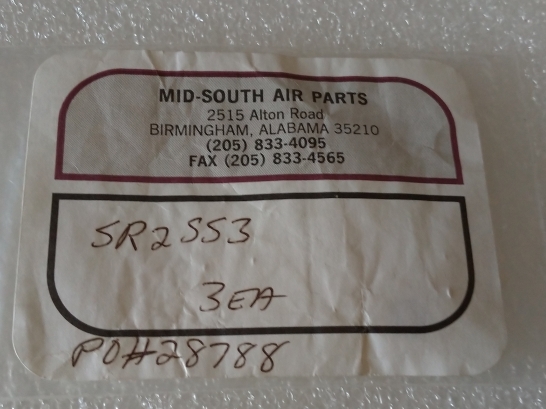 MID-SOUTH AIR PARTS
2515 Alton Road
BIRMINGHAM, ALABAMA 35210
(205) 833-4095
FAX (205) 833-4565
SR2SS3
3EA
PO#28788